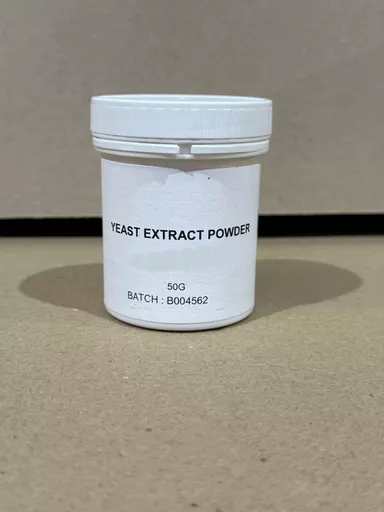 YEAST EXTRACT POWDER
50G
BATCH : B004562